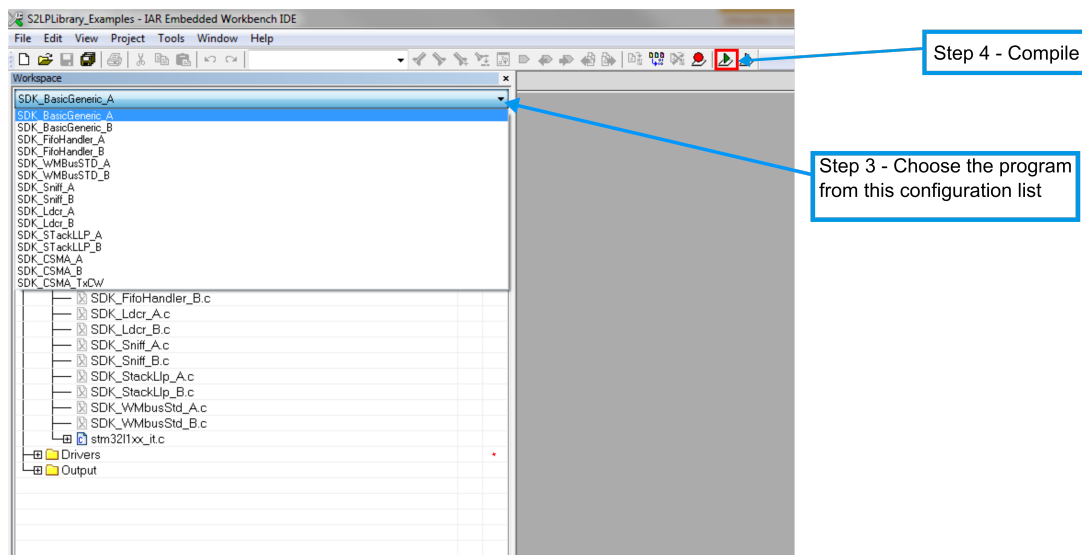 S2LPLibrary_Examples - IAR Embedded Workbench IDE
File Edit View Project Tools Window Help
Step 4 - Compile
Workspace
SDK_BasicGeneric_A
SDK_BasicGeneric_A
SDK_BasicGeneric_B
SDK_FifoHandler_A
SDK_FifoHandler_B
SDK_WMBusSTD_A
SDK_WMBusSTD_B
SDK_Sniff_A
SDK_Sniff_B
SDK_Ldcr_A
SDK_Ldcr_B
SDK_STackLLP_A
SDK_STackLLP_B
SDK_CSMA_A
SDK_CSMA_B
SDK_CSMA_TxCW
Step 3 - Choose the program
from this configuration list
SDK_FifoHandler_B.c
SDK_Ldcr_A.c
SDK_Ldcr_B.c
SDK_Sniff_A.c
SDK_Sniff_B.c
SDK_StackLlp_A.c
SDK_StackLlp_B.c
SDK_WMbusStd_A.c
SDK_WMbusStd_B.c
stm32l1xx_it.c
Drivers
Output